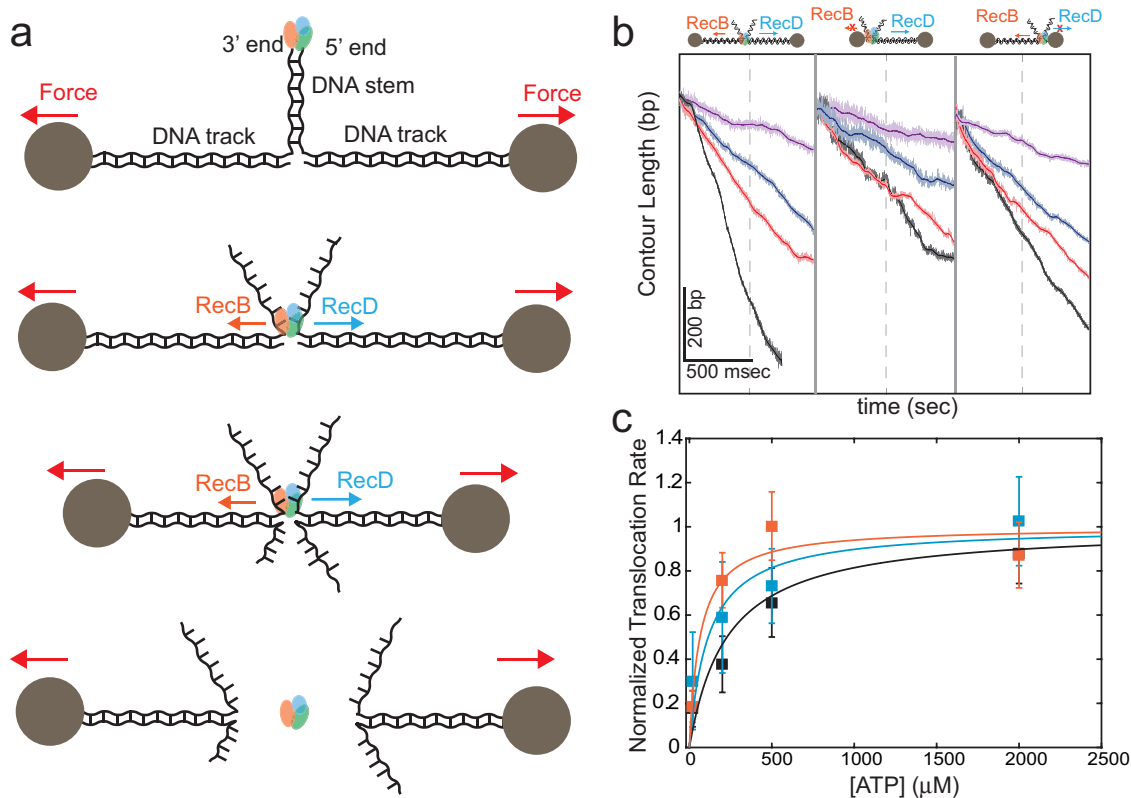 a
3' end
5' end
DNA stem
Force
Force
DNA track
DNA track
RecB
RecD
RecB
RecD
b
RecB
RecD
RecB
RecD
RecB
RecD
Contour Length (bp)
200 bp
500 msec
time (sec)
c
Normalized Translocation Rate
1.4
1.2
1
0.8
0.6
0.4
0.2
0
0
500
1000
1500
2000
2500
[ATP] (μM)